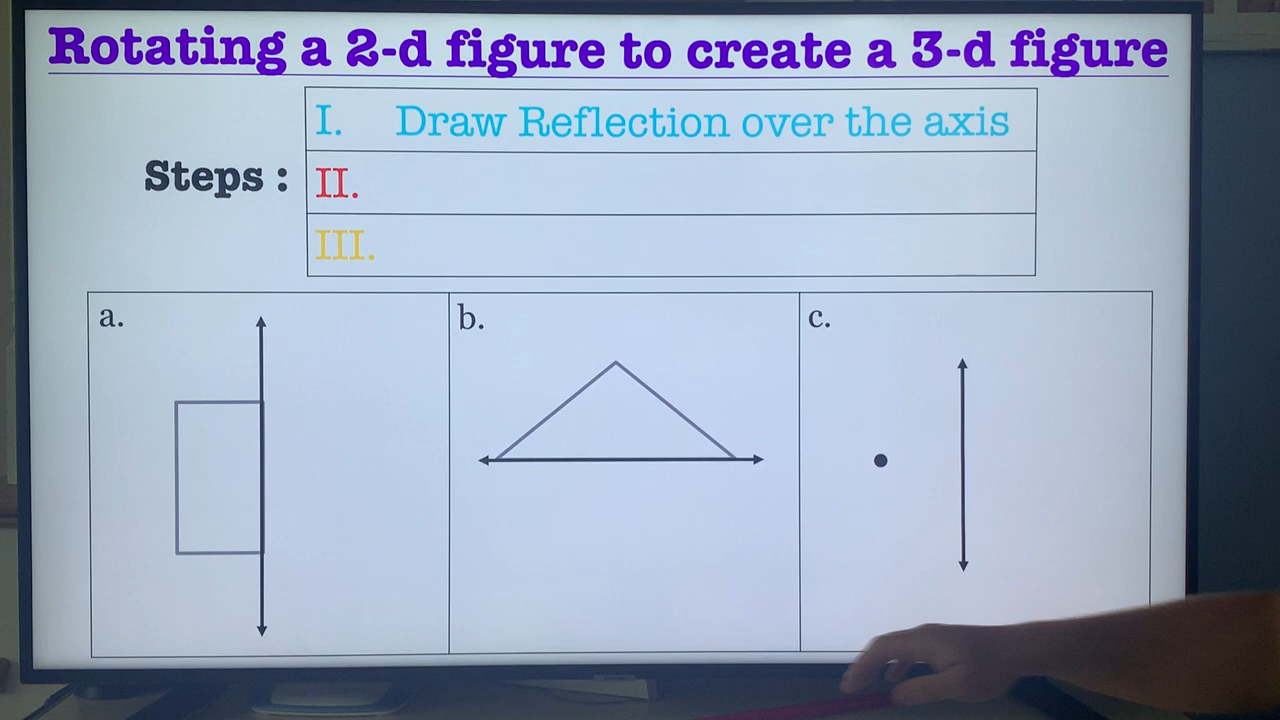 Rotating a 2-d figure to create a 3-d figure
Steps :
I. Draw Reflection over the axis
II.
III.
a.
b.
c.